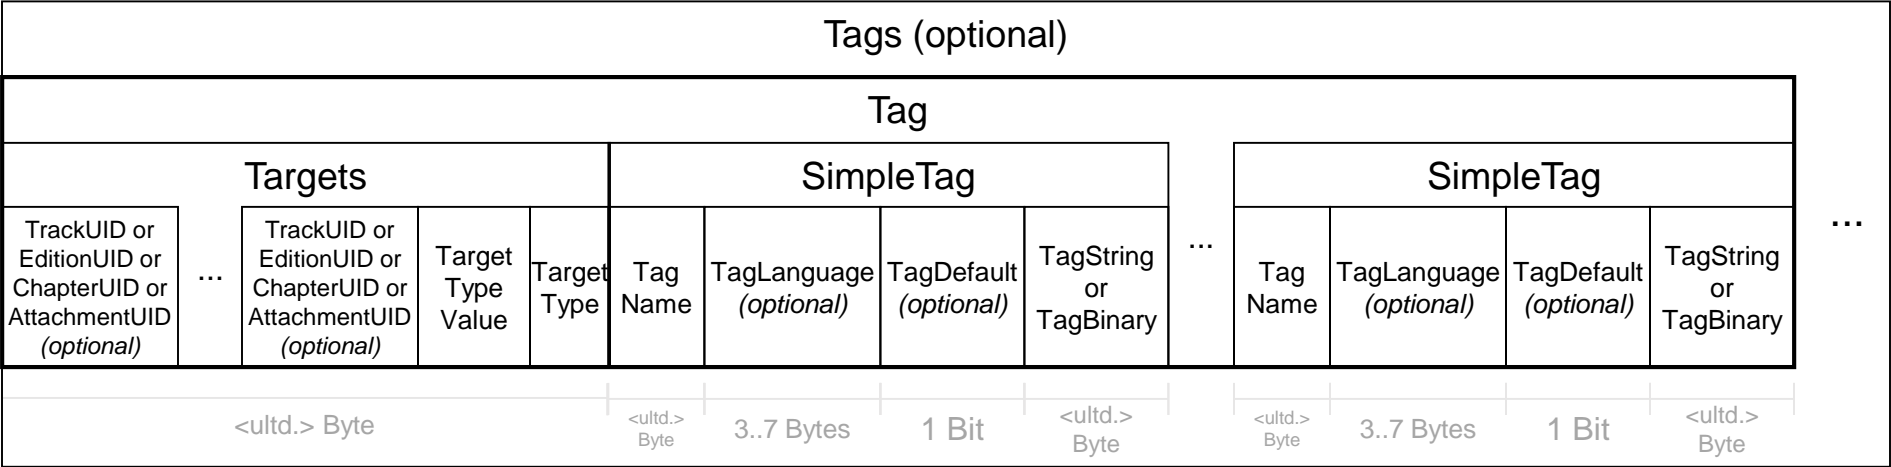 Tags (optional)
Tag
Targets
SimpleTag
SimpleTag
TrackUID or
EditionUID or
ChapterUID or
AttachmentUID
(optional)
...
TrackUID or
EditionUID or
ChapterUID or
AttachmentUID
(optional)
Target
Type
Value
Target
Type
Tag
Name
TagLanguage
(optional)
TagDefault
(optional)
TagString
or
TagBinary
...
Tag
Name
TagLanguage
(optional)
TagDefault
(optional)
TagString
or
TagBinary
...
<ultd.> Byte
<ultd.>
Byte
3..7 Bytes
1 Bit
<ultd.>
Byte
<ultd.>
Byte
3..7 Bytes
1 Bit
<ultd.>
Byte